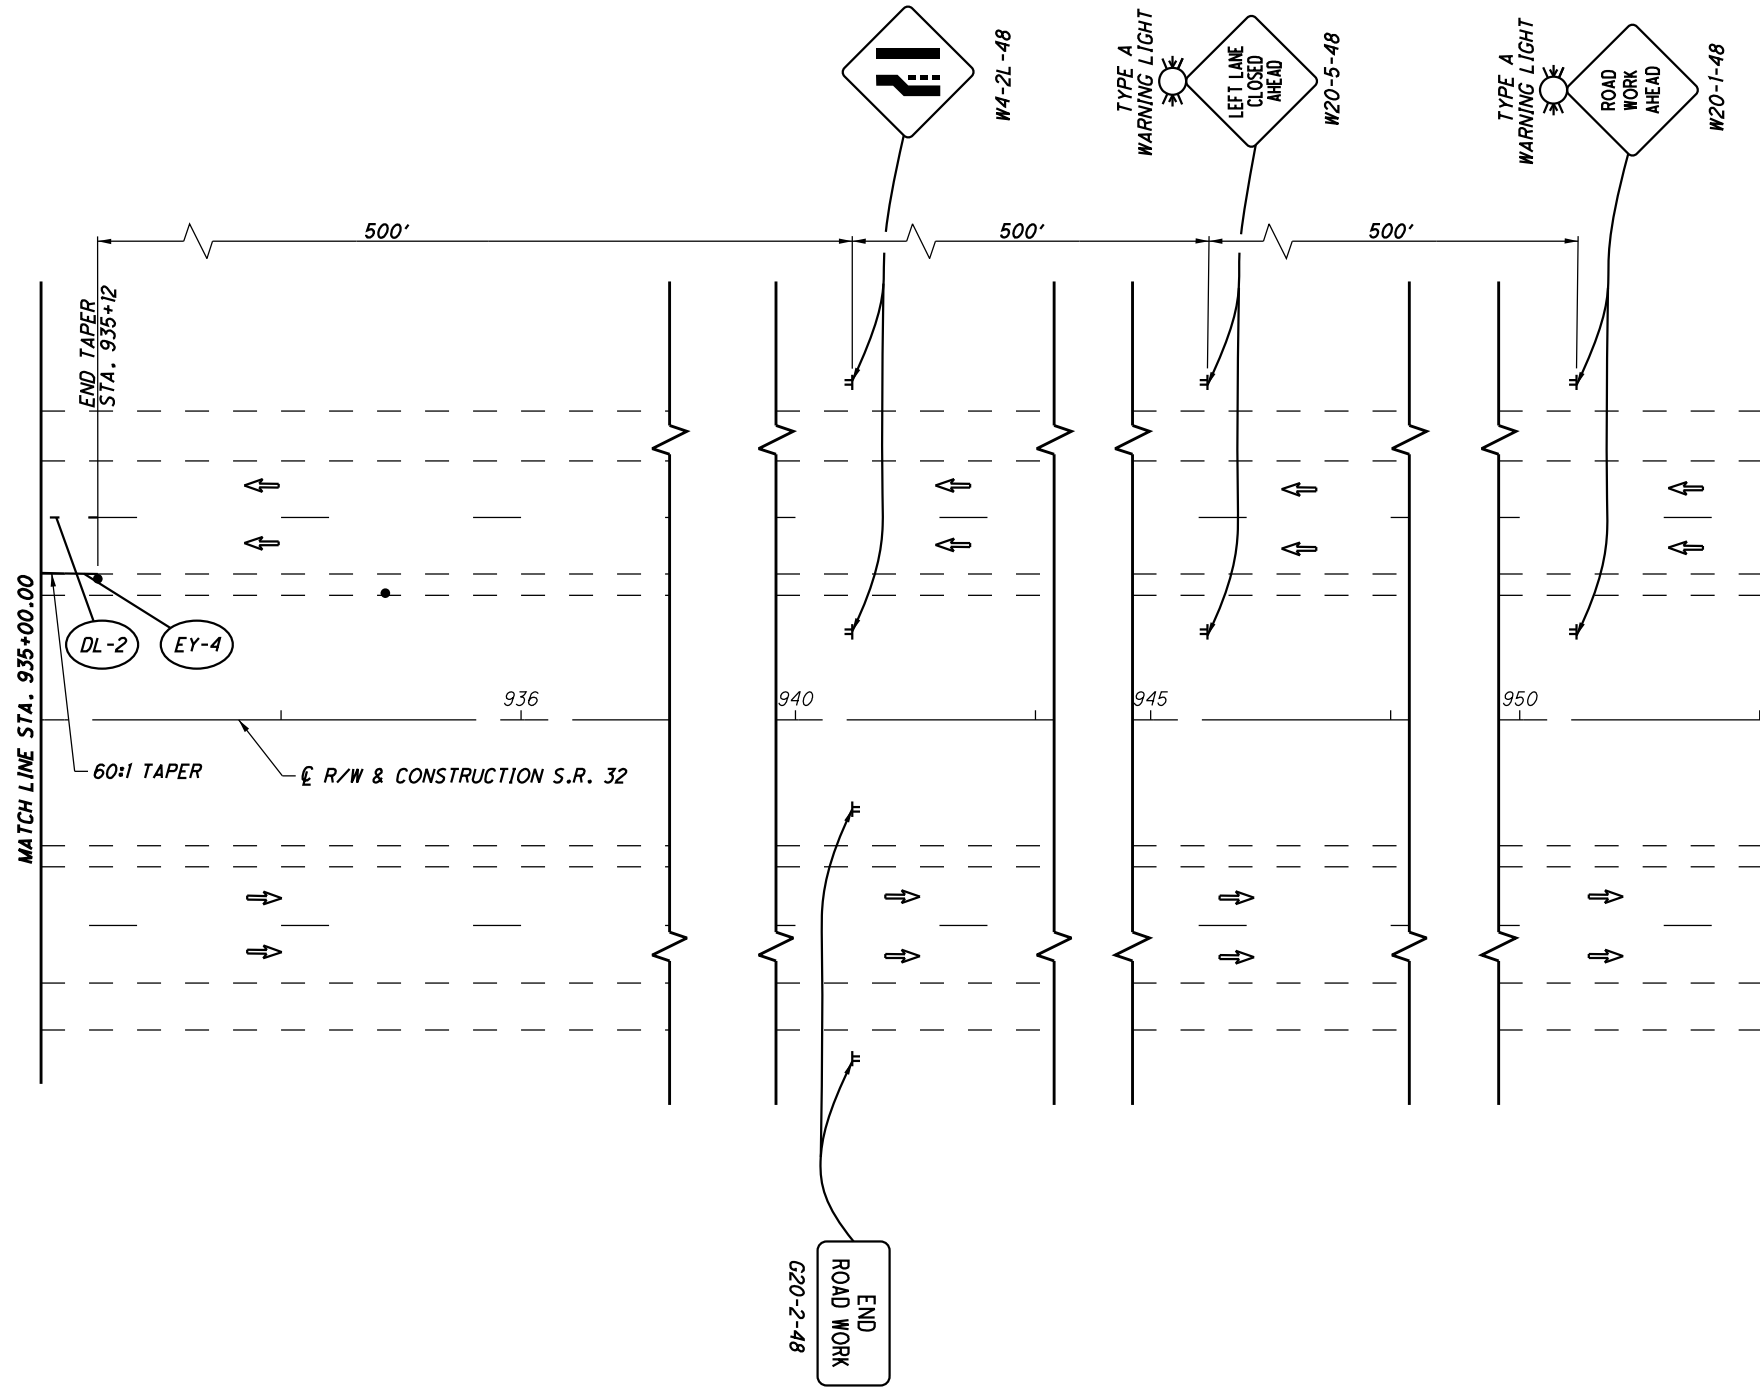 W4-2L-48
TYPE A
WARNING LIGHT
LEFT LANE
CLOSED
AHEAD
W20-5-48
TYPE A
WARNING LIGHT
ROAD
WORK
AHEAD
W20-1-48
500'
500'
500'
END TAPER
STA. 935+12
MATCH LINE STA. 935+00.00
DL-2
EY-4
936
940
945
950
60:1 TAPER
℄ R/W & CONSTRUCTION S.R. 32
END
ROAD WORK
G20-2-48